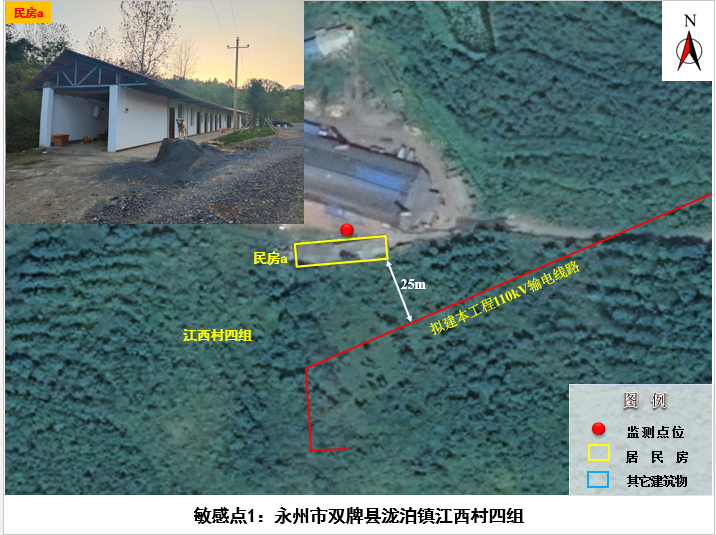 民房a
N
民房a
25m
拟建本工程110kV输电线路
江西村四组
图 例
监测点位
居 民 房
其它建筑物
敏感点1：永州市双牌县泷泊镇江西村四组